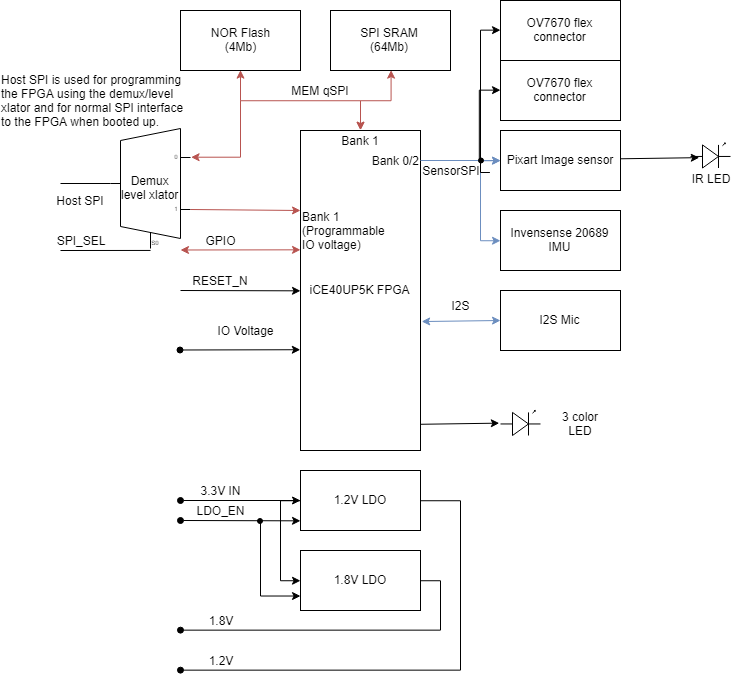 NOR Flash
(4Mb)
SPI SRAM
(64Mb)
OV7670 flex
connector
OV7670 flex
connector
Host SPI is used for programming
the FPGA using the demux/level
xlator and for normal SPI interface
to the FPGA when booted up.
MEM qSPI
Bank 1
Bank 0/2
SensorSPI
Pixart Image sensor
IR LED
0
Demux
level xlator
Host SPI
1
SPI_SEL
S0
GPIO
Bank 1
(Programmable
IO voltage)
Invensense 20689
IMU
RESET_N
iCE40UP5K FPGA
I2S
I2S Mic
IO Voltage
3 color
LED
3.3V IN
LDO_EN
1.2V LDO
1.8V LDO
1.8V
1.2V